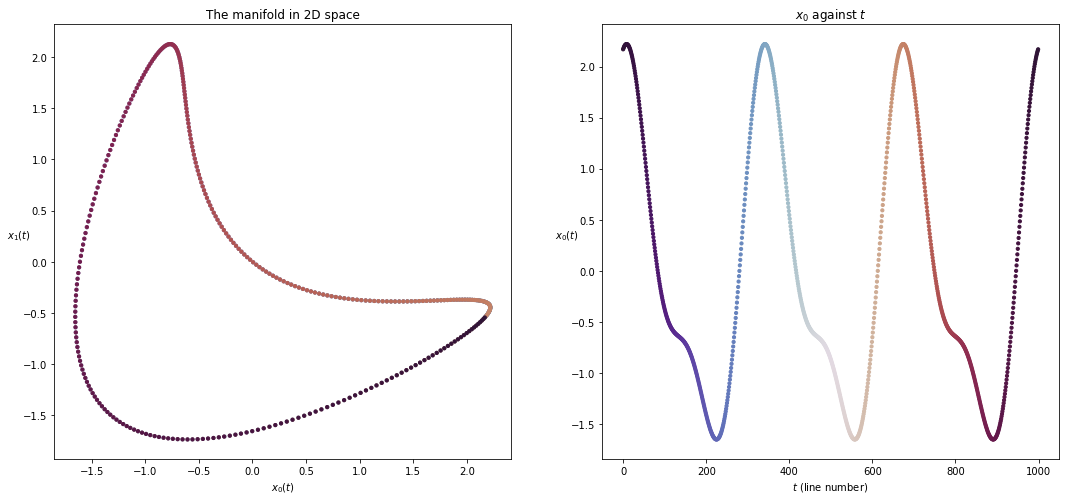 The manifold in 2D space
2.0
1.5
1.0
0.5
0.0
−0.5
−1.0
−1.5
x₁(t)
−1.5 −1.0 −0.5 0.0 0.5 1.0 1.5 2.0
x₀(t)
x₀ against t
2.0
1.5
1.0
0.5
0.0
−0.5
−1.0
−1.5
x₀(t)
0 200 400 600 800 1000
t (line number)